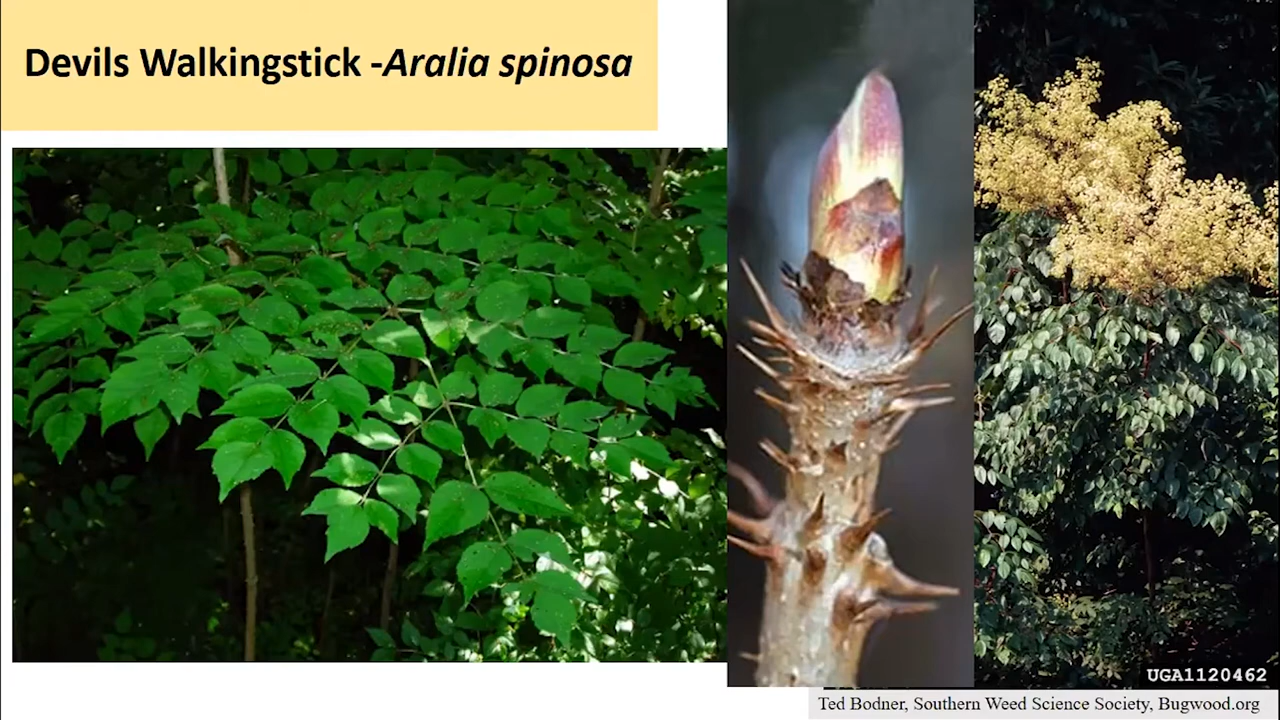 Devils Walkingstick -Aralia spinosa
UGA1120462
Ted Bodner, Southern Weed Science Society, Bugwood.org